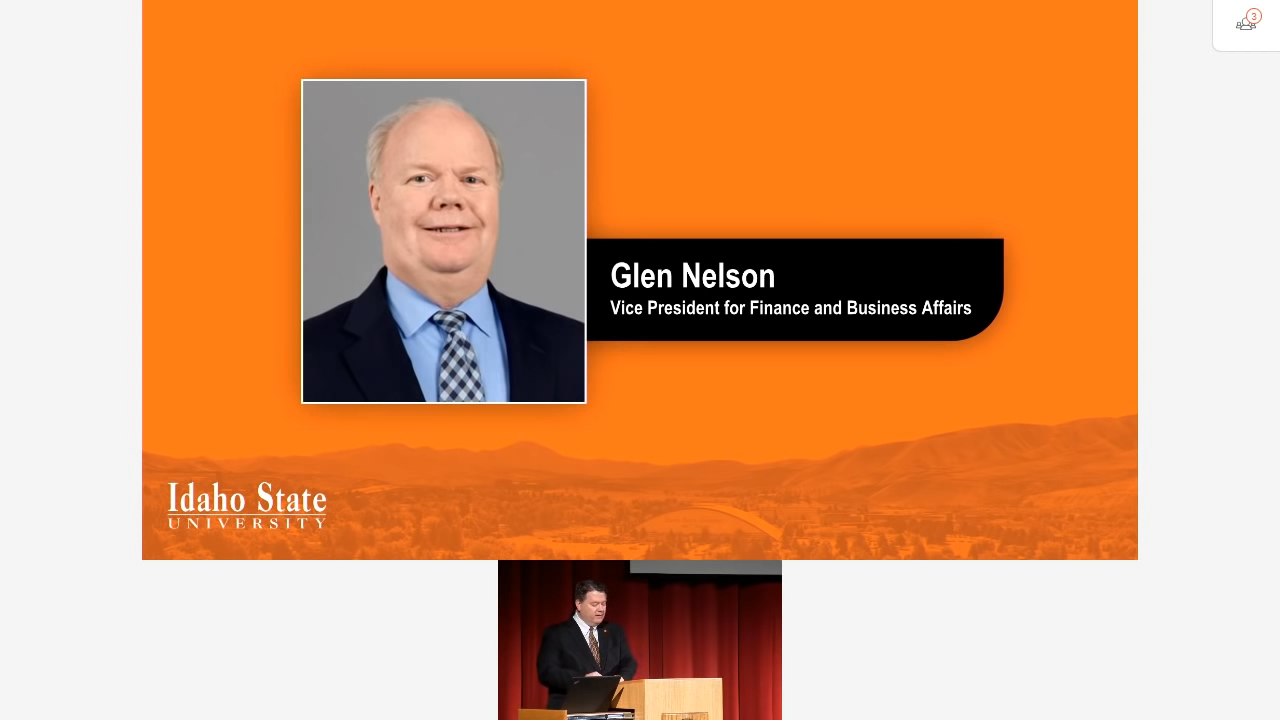 3
Glen Nelson
Vice President for Finance and Business Affairs
Idaho State
UNIVERSITY